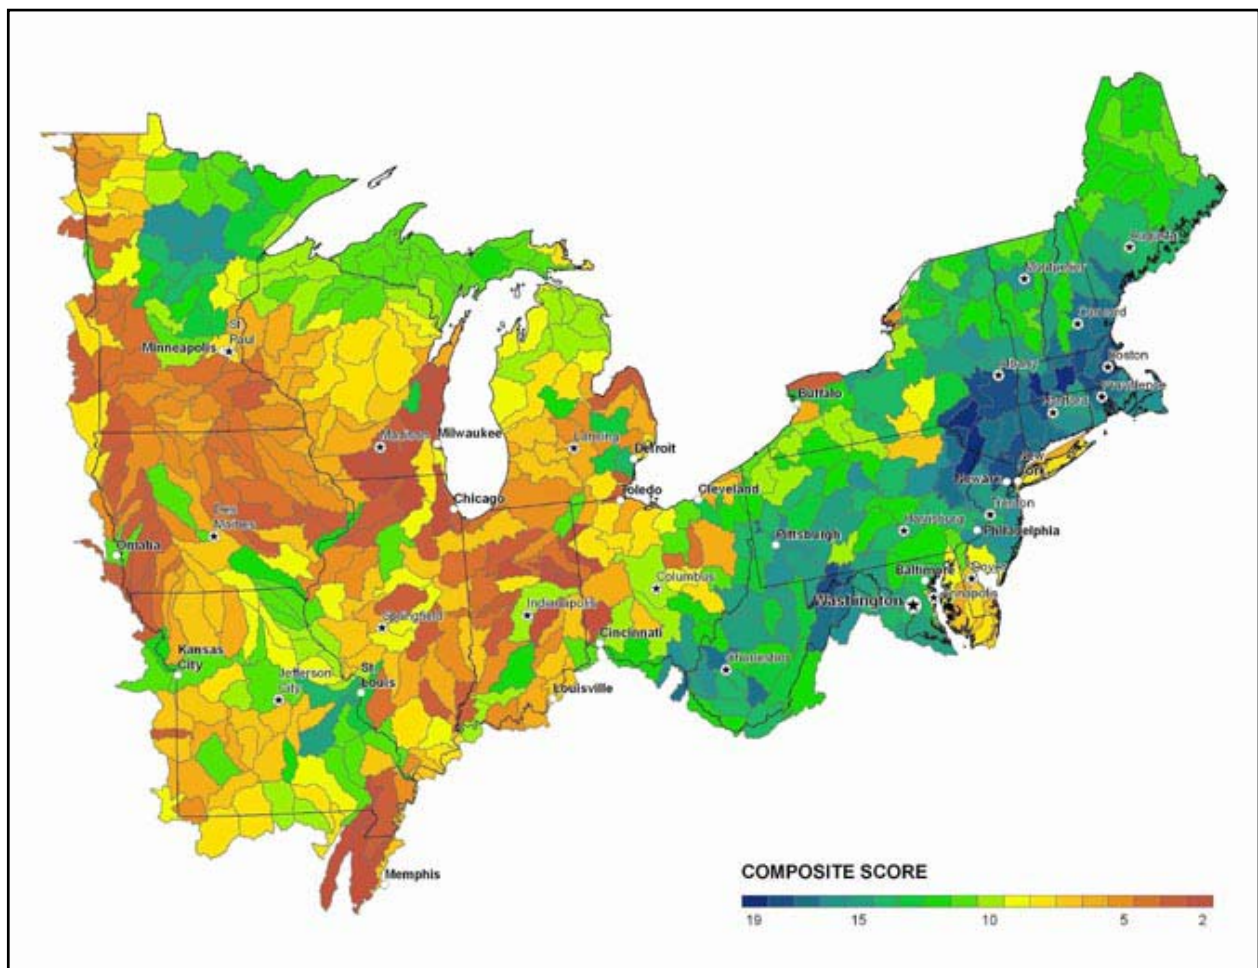 Augusta
Montpelier
Concord
St
Paul
Minneapolis
Albany
Boston
Providence
Hartford
Buffalo
Madison
Milwaukee
Lansing
Detroit
New
York
Newark
Chicago
Toledo
Cleveland
Trenton
Des
Moines
Harrisburg
Philadelphia
Omaha
Pittsburgh
Baltimore
Dover
Columbus
Annapolis
Washington
Indianapolis
Springfield
Cincinnati
Kansas
City
Charleston
Jefferson
City
St
Louis
Louisville
Memphis
COMPOSITE SCORE
19 15 10 5 2